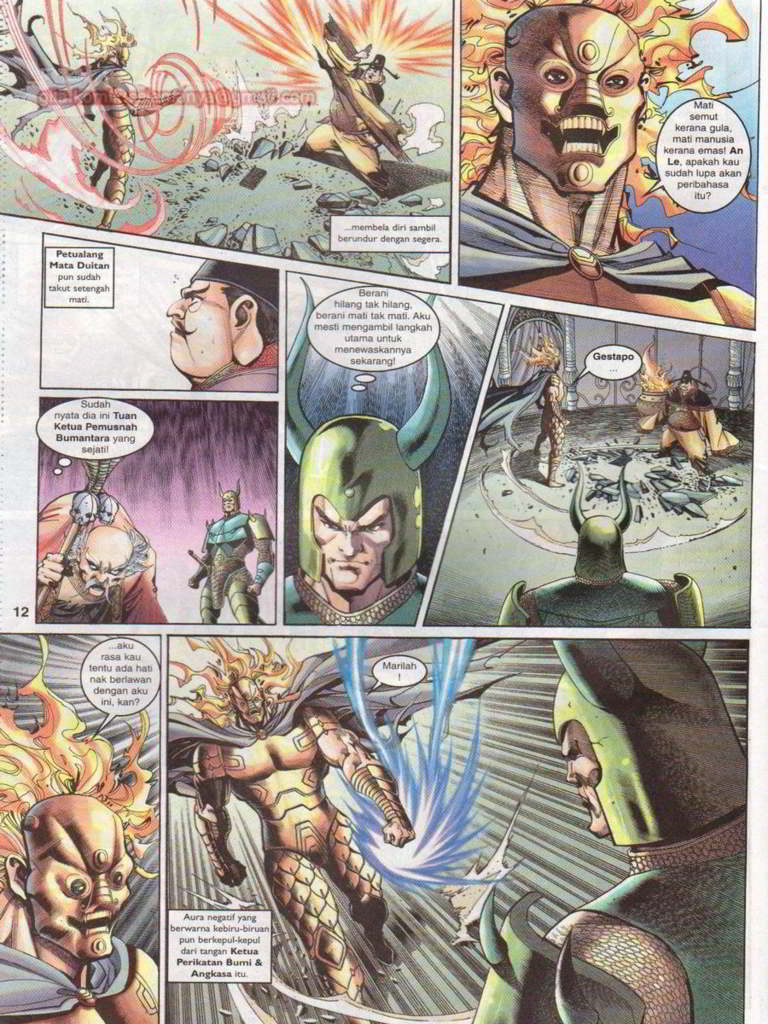 ...membela diri sambil
berundur dengan segera.
Mati
semut
kerana gula,
mati manusia
kerana emas! An
Le, apakah kau
sudah lupa akan
peribahasa
itu?
Petualang
Mata Duitan
pun sudah
takut setengah
mati.
Berani
hilang tak hilang,
berani mati tak mati. Aku
mesti mengambil langkah
utama untuk
menewaskannya
sekarang!
Gestapo
...
Sudah
nyata dia ini Tuan
Ketua Pemusnah
Bumantara yang
sejati!
12
...aku
rasa kau
tentu ada hati
nak berlawan
dengan aku
ini, kan?
Marilah
!
Aura negatif yang
berwarna kebiru-biruan
pun berkepul-kepul
dari tangan Ketua
Perikatan Bumi &
Angkasa itu.